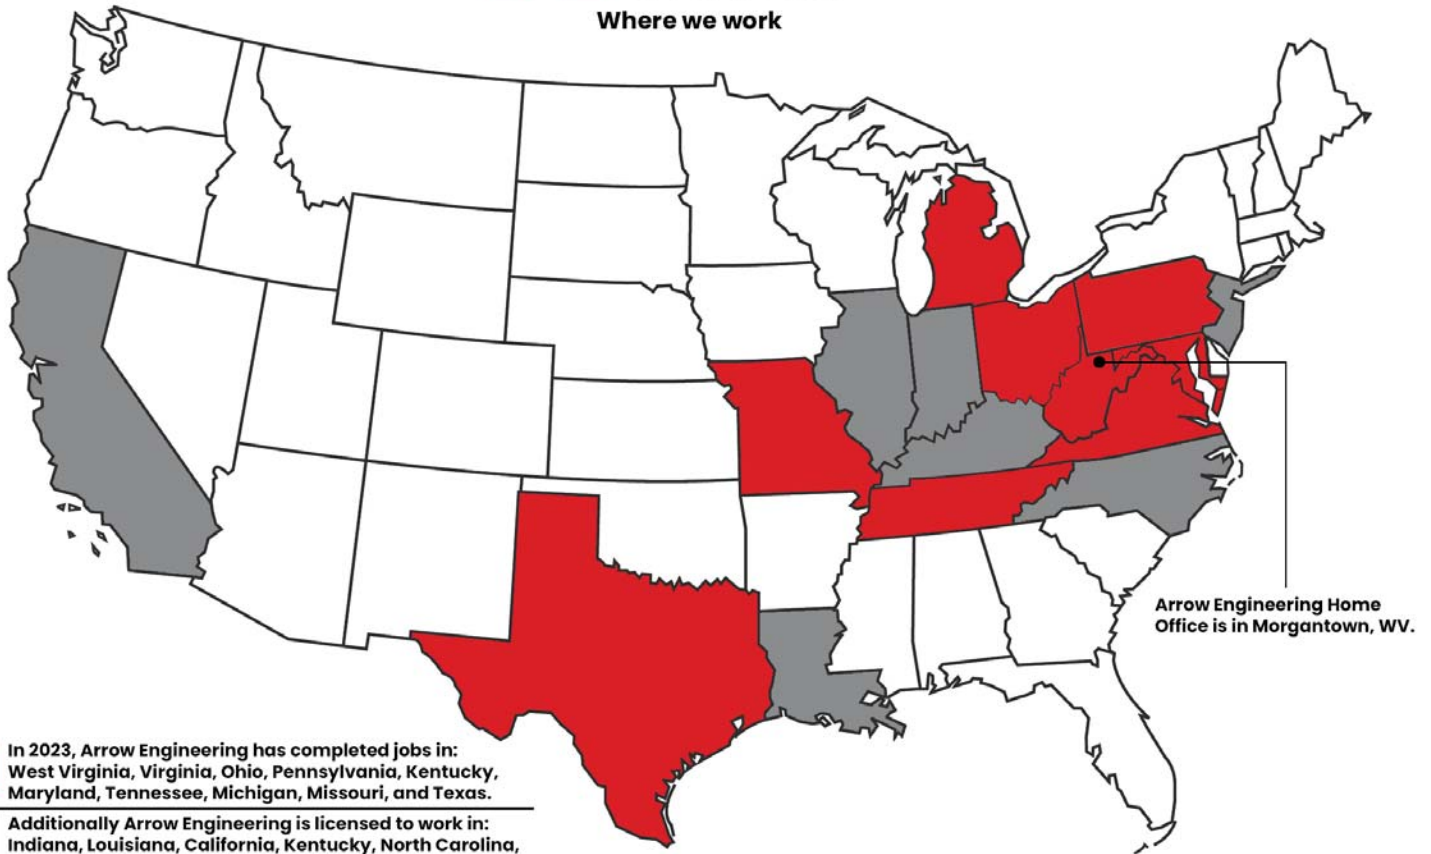 Where we work
Arrow Engineering Home
Office is in Morgantown, WV.
In 2023, Arrow Engineering has completed jobs in:
West Virginia, Virginia, Ohio, Pennsylvania, Kentucky,
Maryland, Tennessee, Michigan, Missouri, and Texas.
Additionally Arrow Engineering is licensed to work in:
Indiana, Louisiana, California, Kentucky, North Carolina,